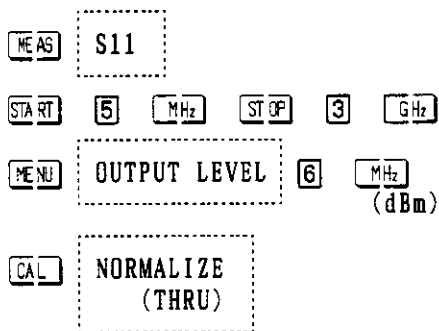 MEAS S11
START 5 MHz STOP 3 GHz
MENU OUTPUT LEVEL 6 MHz
(dBm)
CAL NORMALIZE
(THRU)